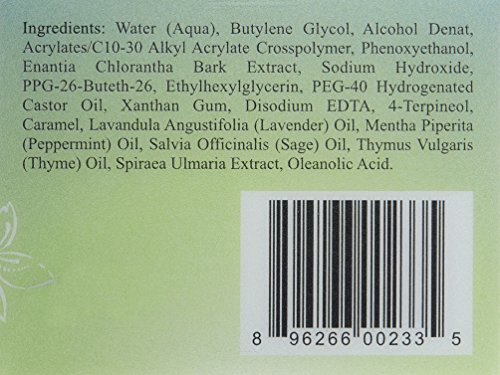 Ingredients: Water (Aqua), Butylene Glycol, Alcohol Denat,
Acrylates/C10-30 Alkyl Acrylate Crosspolymer, Phenoxyethanol,
Enantia Chlorantha Bark Extract, Sodium Hydroxide,
PPG-26-Buteth-26, Ethylhexylglycerin, PEG-40 Hydrogenated
Castor Oil, Xanthan Gum, Disodium EDTA, 4-Terpineol,
Caramel, Lavandula Angustifolia (Lavender) Oil, Mentha Piperita
(Peppermint) Oil, Salvia Officinalis (Sage) Oil, Thymus Vulgaris
(Thyme) Oil, Spiraea Ulmaria Extract, Oleanolic Acid.
8 96266 00233 5